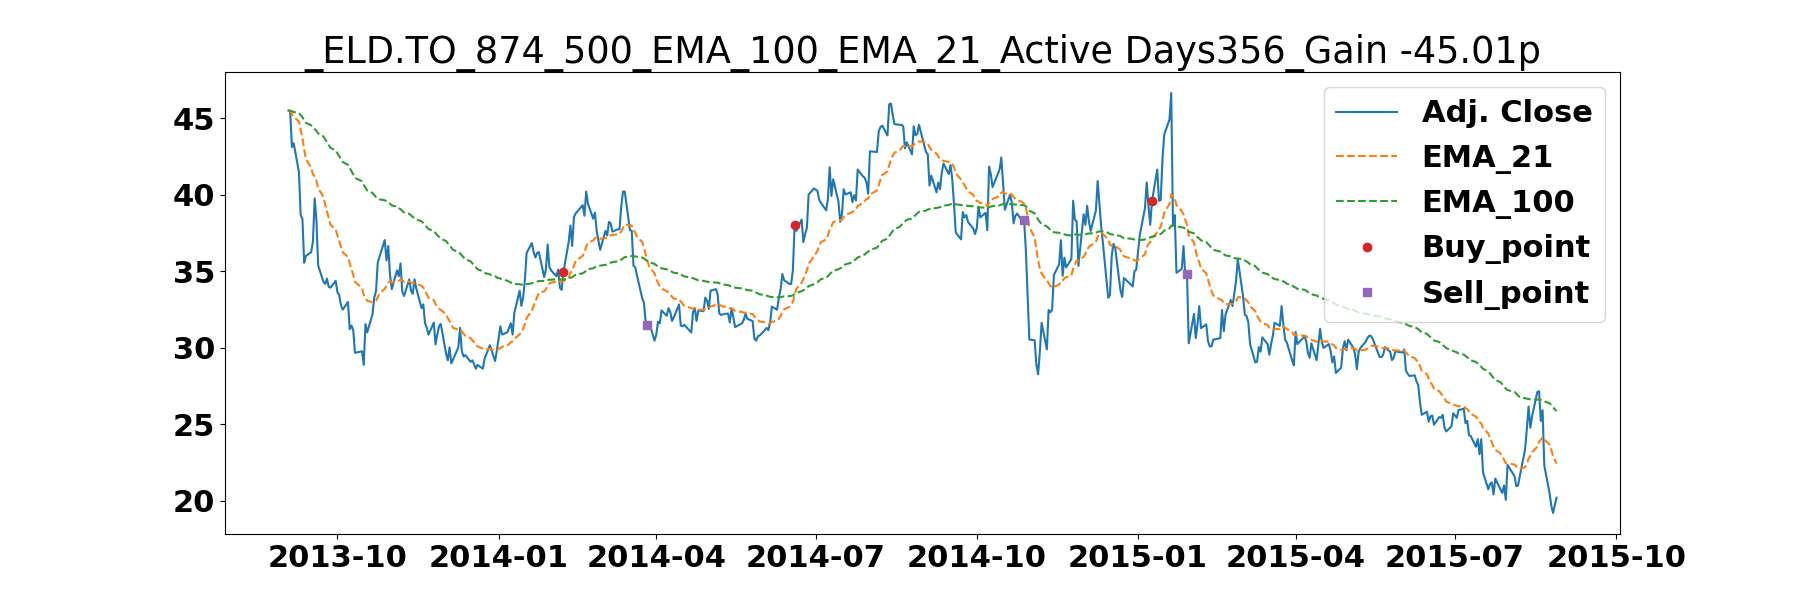 _ELD.TO_874_500_EMA_100_EMA_21_Active Days356_Gain -45.01p
45
40
35
30
25
20
Adj. Close
EMA_21
EMA_100
Buy_point
Sell_point
2013-10 2014-01 2014-04 2014-07 2014-10 2015-01 2015-04 2015-07 2015-10